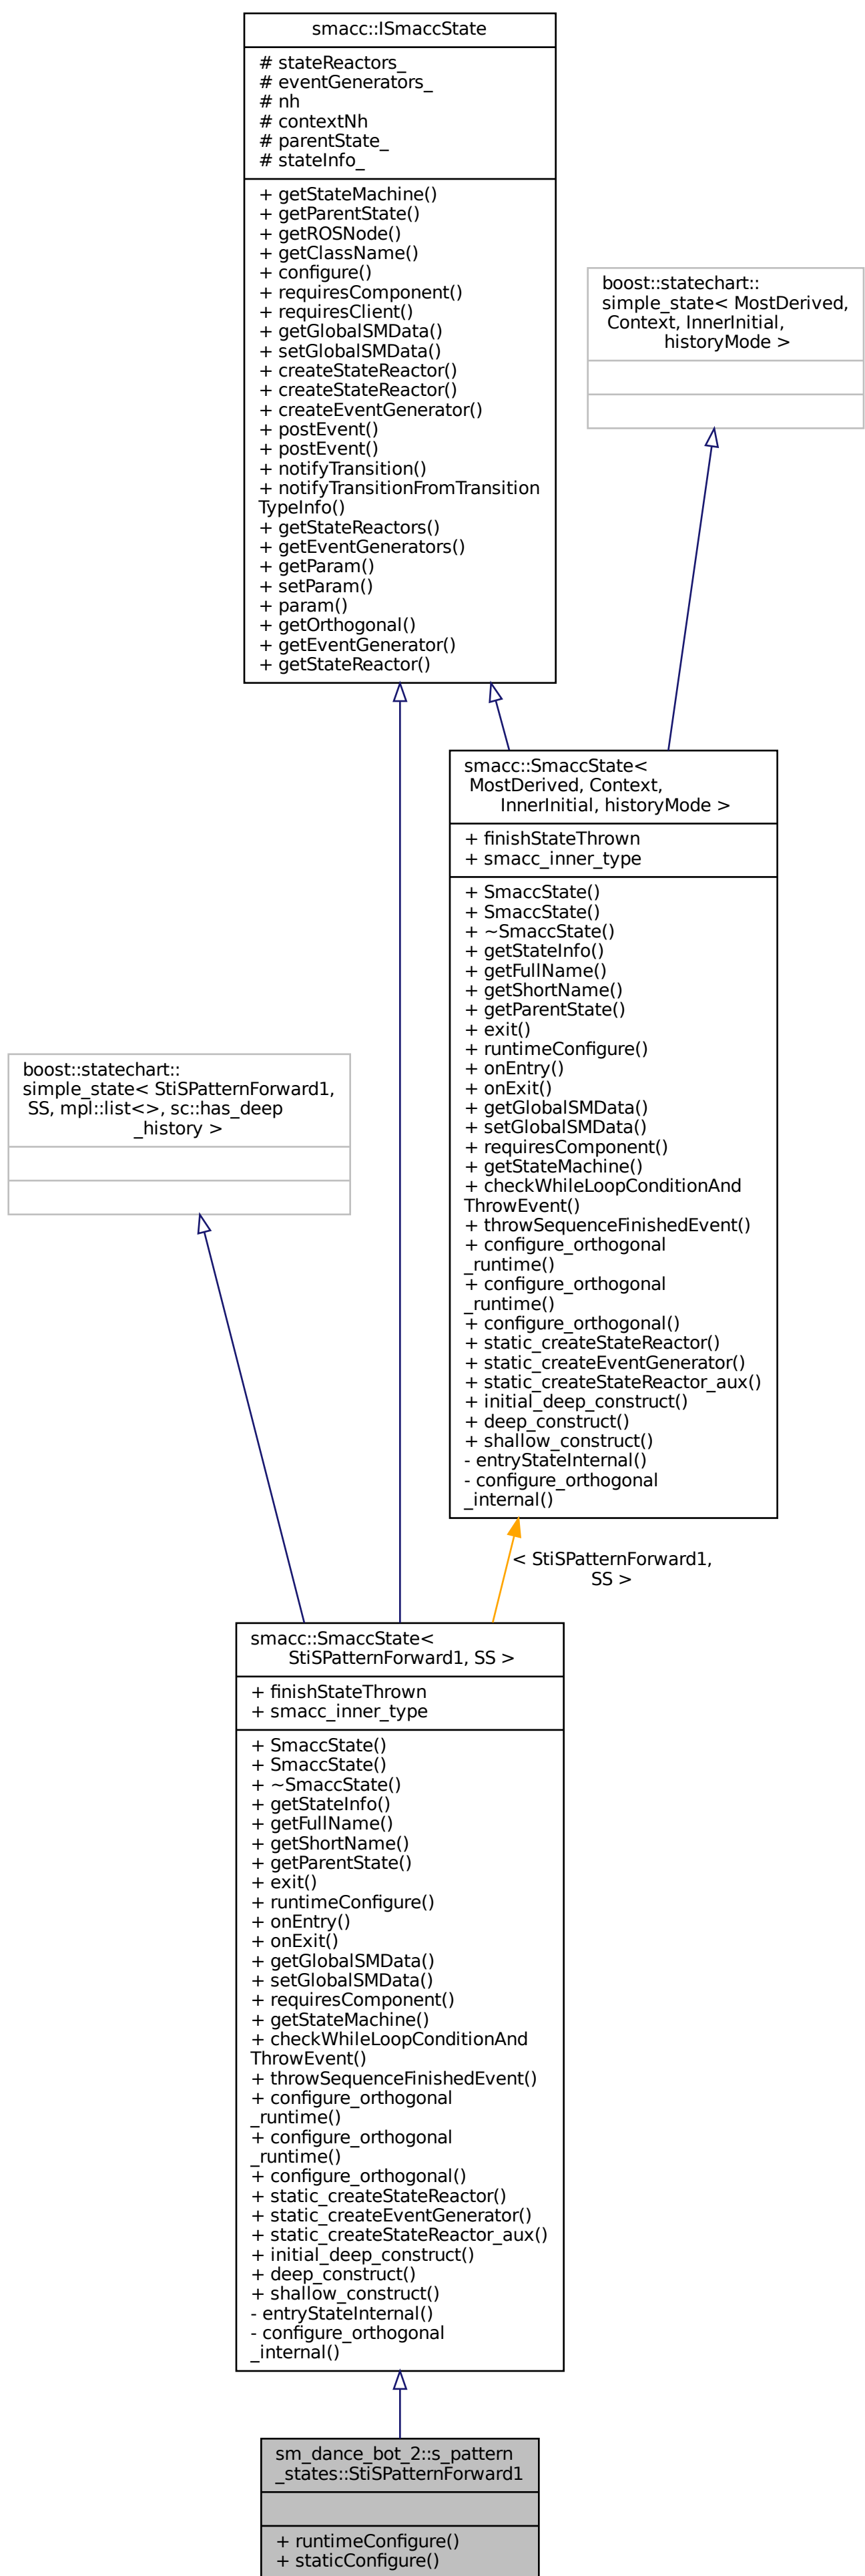 smacc::ISmaccState
# stateReactors_
# eventGenerators_
# nh
# contextNh
# parentState_
# stateInfo_
+ getStateMachine()
+ getParentState()
+ getROSNode()
+ getClassName()
+ configure()
+ requiresComponent()
+ requiresClient()
+ getGlobalSMData()
+ setGlobalSMData()
+ createStateReactor()
+ createStateReactor()
+ createEventGenerator()
+ postEvent()
+ postEvent()
+ notifyTransition()
+ notifyTransitionFromTransition
TypeInfo()
+ getStateReactors()
+ getEventGenerators()
+ getParam()
+ setParam()
+ param()
+ getOrthogonal()
+ getEventGenerator()
+ getStateReactor()
boost::statechart::
simple_state< MostDerived,
Context, InnerInitial,
historyMode >
smacc::SmaccState<
MostDerived, Context,
InnerInitial, historyMode >
+ finishStateThrown
+ smacc_inner_type
+ SmaccState()
+ SmaccState()
+ ~SmaccState()
+ getStateInfo()
+ getFullName()
+ getShortName()
+ getParentState()
+ exit()
+ runtimeConfigure()
+ onEntry()
+ onExit()
+ getGlobalSMData()
+ setGlobalSMData()
+ requiresComponent()
+ getStateMachine()
+ checkWhileLoopConditionAnd
ThrowEvent()
+ throwSequenceFinishedEvent()
+ configure_orthogonal
_runtime()
+ configure_orthogonal
_runtime()
+ configure_orthogonal()
+ static_createStateReactor()
+ static_createEventGenerator()
+ static_createStateReactor_aux()
+ initial_deep_construct()
+ deep_construct()
+ shallow_construct()
- entryStateInternal()
- configure_orthogonal
_internal()
boost::statechart::
simple_state< StiSPatternForward1,
SS, mpl::list<>, sc::has_deep
_history >
< StiSPatternForward1,
SS >
smacc::SmaccState<
StiSPatternForward1, SS >
+ finishStateThrown
+ smacc_inner_type
+ SmaccState()
+ SmaccState()
+ ~SmaccState()
+ getStateInfo()
+ getFullName()
+ getShortName()
+ getParentState()
+ exit()
+ runtimeConfigure()
+ onEntry()
+ onExit()
+ getGlobalSMData()
+ setGlobalSMData()
+ requiresComponent()
+ getStateMachine()
+ checkWhileLoopConditionAnd
ThrowEvent()
+ throwSequenceFinishedEvent()
+ configure_orthogonal
_runtime()
+ configure_orthogonal
_runtime()
+ configure_orthogonal()
+ static_createStateReactor()
+ static_createEventGenerator()
+ static_createStateReactor_aux()
+ initial_deep_construct()
+ deep_construct()
+ shallow_construct()
- entryStateInternal()
- configure_orthogonal
_internal()
sm_dance_bot_2::s_pattern
_states::StiSPatternForward1
+ runtimeConfigure()
+ staticConfigure()